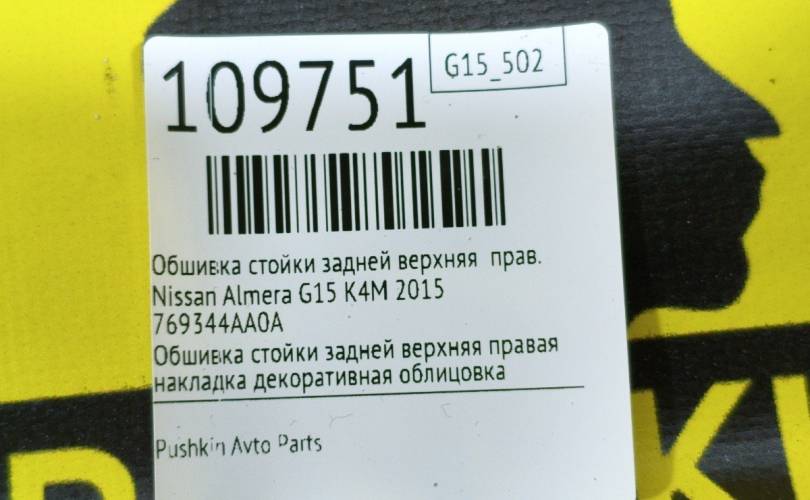 109751
G15_502
Обшивка стойки задней верхняя прав.
Nissan Almera G15 K4M 2015
769344AA0A
Обшивка стойки задней верхняя правая
накладка декоративная облицовка
Pushkin Avto Parts